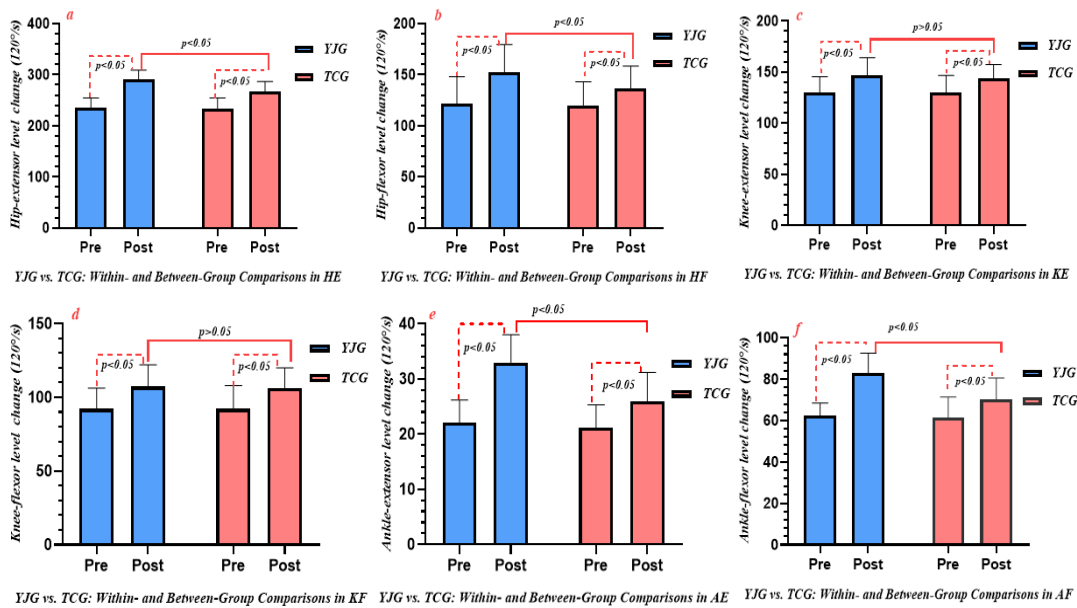 a
Hip-extensor level change (120°/s)
400
300
200
100
0
p<0.05
p<0.05
p<0.05
YJG
TCG
Pre Post Pre Post
YJG vs. TCG: Within- and Between-Group Comparisons in HE
b
Hip-flexor level change (120°/s)
200
150
100
50
0
p<0.05
p<0.05
p<0.05
YJG
TCG
Pre Post Pre Post
YJG vs. TCG: Within- and Between-Group Comparisons in HF
c
Knee-extensor level change (120°/s)
200
150
100
50
0
p>0.05
p<0.05
p<0.05
YJG
TCG
Pre Post Pre Post
YJG vs. TCG: Within- and Between-Group Comparisons in KE
d
Knee-flexor level change (120°/s)
150
100
50
0
p>0.05
p<0.05
p<0.05
YJG
TCG
Pre Post Pre Post
YJG vs. TCG: Within- and Between-Group Comparisons in KF
e
Ankle-extensor level change (120°/s)
40
30
20
10
0
p<0.05
p<0.05
p<0.05
YJG
TCG
Pre Post Pre Post
YJG vs. TCG: Within- and Between-Group Comparisons in AE
f
Ankle-flexor level change (120°/s)
100
80
60
40
20
0
p<0.05
p<0.05
p<0.05
YJG
TCG
Pre Post Pre Post
YJG vs. TCG: Within- and Between-Group Comparisons in AF